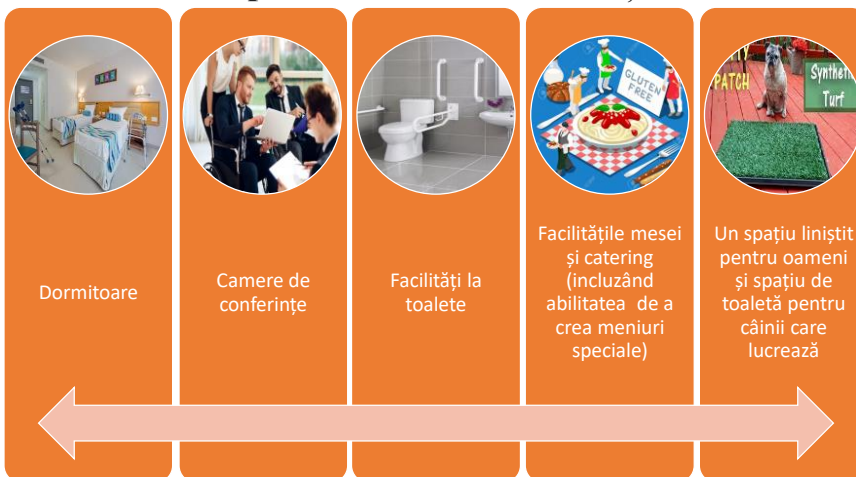 GLUTEN
FREE
PATCH
Synthetic
Turf
Dormitoare
Camere de
conferințe
Facilități la
toalete
Facilitățile mesei
și catering
(incluzând
abilitatea de a
crea meniuri
speciale)
Un spațiu liniștit
pentru oameni
și spațiu de
toaletă pentru
câinii care
lucrează